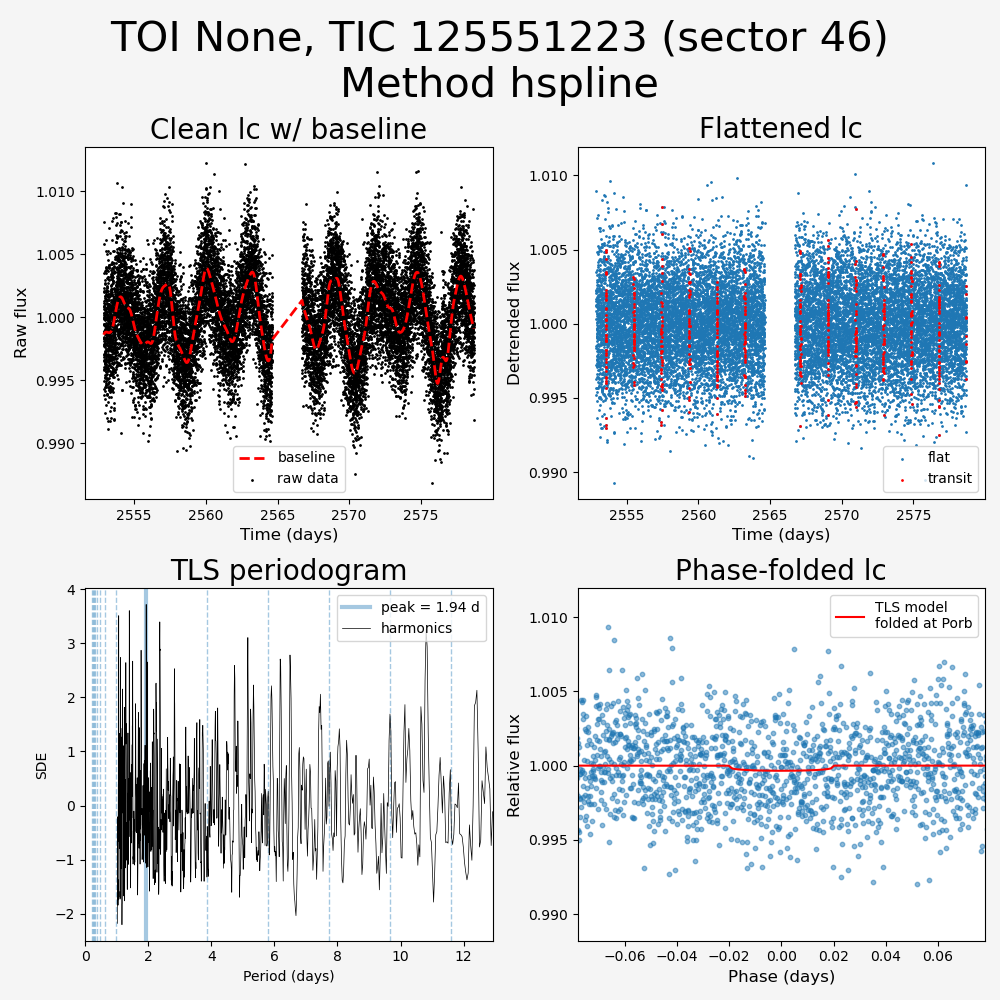 TOI None, TIC 125551223 (sector 46)
Method hspline
Clean lc w/ baseline
Raw flux
1.010
1.005
1.000
0.995
0.990
baseline
raw data
2555 2560 2565 2570 2575
Time (days)
Flattened lc
Detrended flux
1.010
1.005
1.000
0.995
0.990
flat
transit
2555 2560 2565 2570 2575
Time (days)
TLS periodogram
SDE
4
3
2
1
0
−1
−2
peak = 1.94 d
harmonics
0 2 4 6 8 10 12
Period (days)
Phase-folded lc
Relative flux
1.010
1.005
1.000
0.995
0.990
TLS model
folded at Porb
−0.06 −0.04 −0.02 0.00 0.02 0.04 0.06
Phase (days)